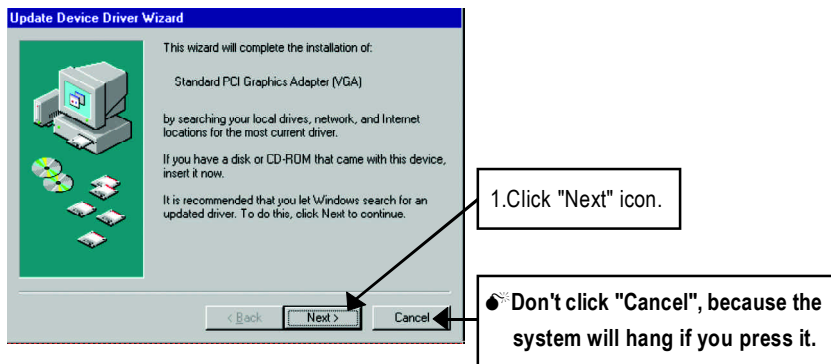 Update Device Driver Wizard
This wizard will complete the installation of:
Standard PCI Graphics Adapter (VGA)
by searching your local drives, network, and Internet
locations for the most current driver.
If you have a disk or CD-ROM that came with this device,
insert it now.
It is recommended that you let Windows search for an
updated driver. To do this, click Next to continue.
< Back
Next >
Cancel
1.Click "Next" icon.
💣Don't click "Cancel", because the
system will hang if you press it.